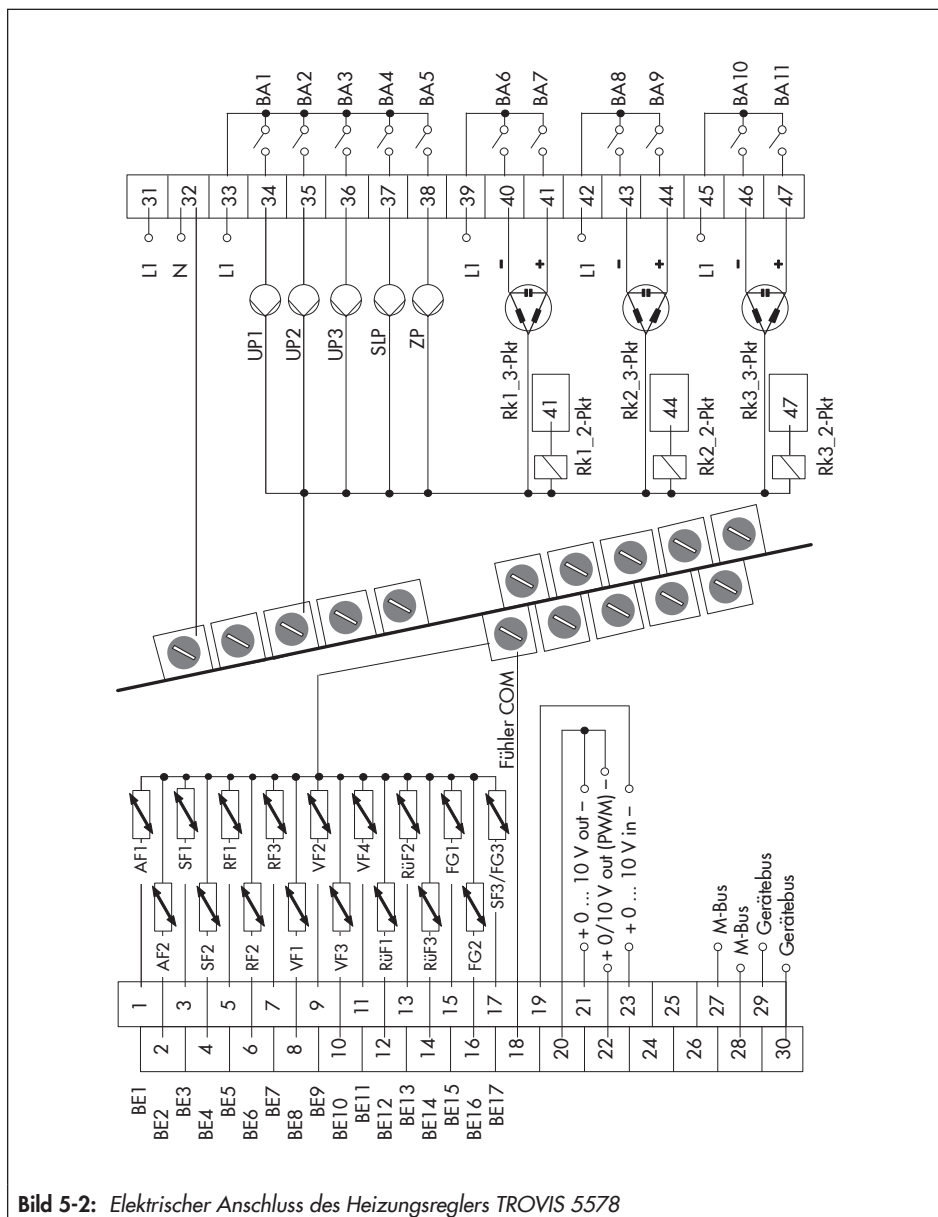 BA1
BA2
BA3
BA4
BA5
BA6
BA7
BA8
BA9
BA10
BA11
31
32
33
34
35
36
37
38
39
40
41
42
43
44
45
46
47
L1
N
L1
L1
L1
L1
– +
– +
– +
UP1
UP2
UP3
SLP
ZP
Rk1_3-Pkt
Rk2_3-Pkt
Rk3_3-Pkt
41
44
47
Rk1_2-Pkt
Rk2_2-Pkt
Rk3_2-Pkt
Fühler COM
AF1
SF1
RF1
RF3
VF2
VF4
RüF2
FG1
SF3/FG3
AF2
SF2
RF2
VF1
VF3
RüF1
RüF3
FG2
+ 0 ... 10 V out –
+ 0/10 V out (PWM) –
+ 0 ... 10 V in –
M-Bus
M-Bus
Gerätebus
Gerätebus
1
3
5
7
9
11
13
15
17
19
21
23
25
27
29
2
4
6
8
10
12
14
16
18
20
22
24
26
28
30
BE1
BE2
BE3
BE4
BE5
BE6
BE7
BE8
BE9
BE10
BE11
BE12
BE13
BE14
BE15
BE16
BE17
Bild 5-2: Elektrischer Anschluss des Heizungsreglers TROVIS 5578